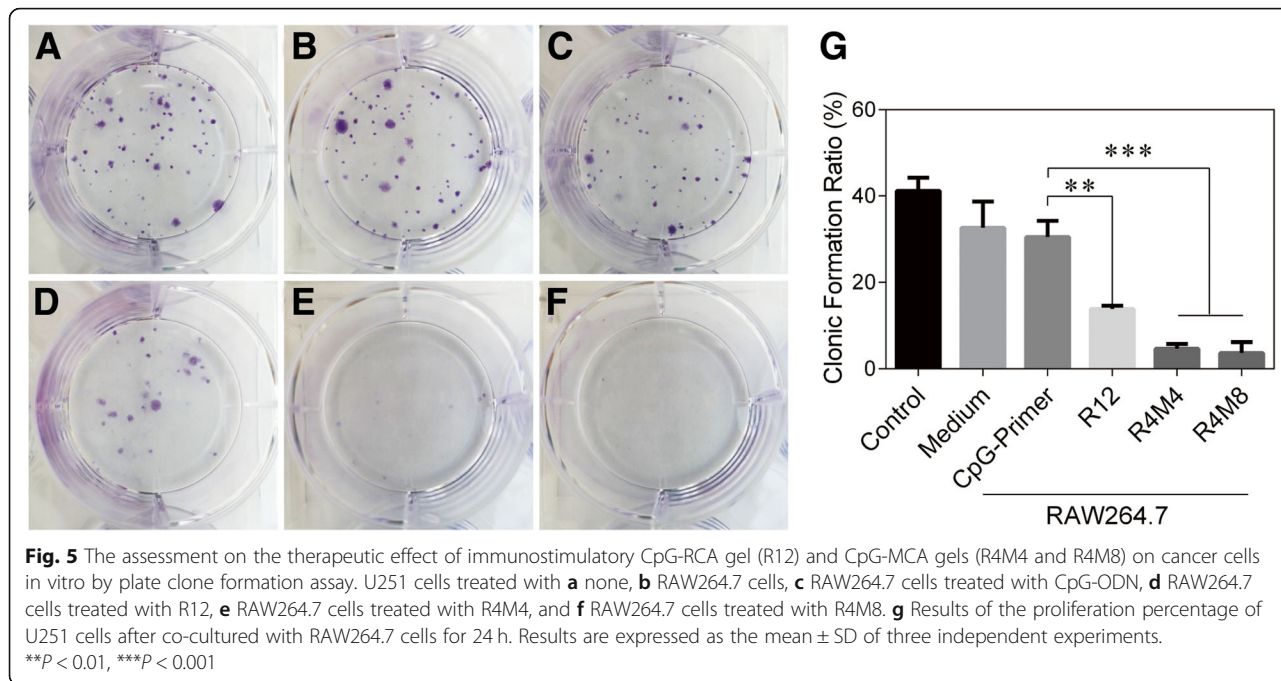 A
B
C
D
E
F
G
Clonic Formation Ratio (%)
60
40
20
0
***
**
Control
Medium
CpG-Primer
R12
R4M4
R4M8
RAW264.7
Fig. 5 The assessment on the therapeutic effect of immunostimulatory CpG-RCA gel (R12) and CpG-MCA gels (R4M4 and R4M8) on cancer cells
in vitro by plate clone formation assay. U251 cells treated with a none, b RAW264.7 cells, c RAW264.7 cells treated with CpG-ODN, d RAW264.7
cells treated with R12, e RAW264.7 cells treated with R4M4, and f RAW264.7 cells treated with R4M8. g Results of the proliferation percentage of
U251 cells after co-cultured with RAW264.7 cells for 24 h. Results are expressed as the mean ± SD of three independent experiments.
**P < 0.01, ***P < 0.001